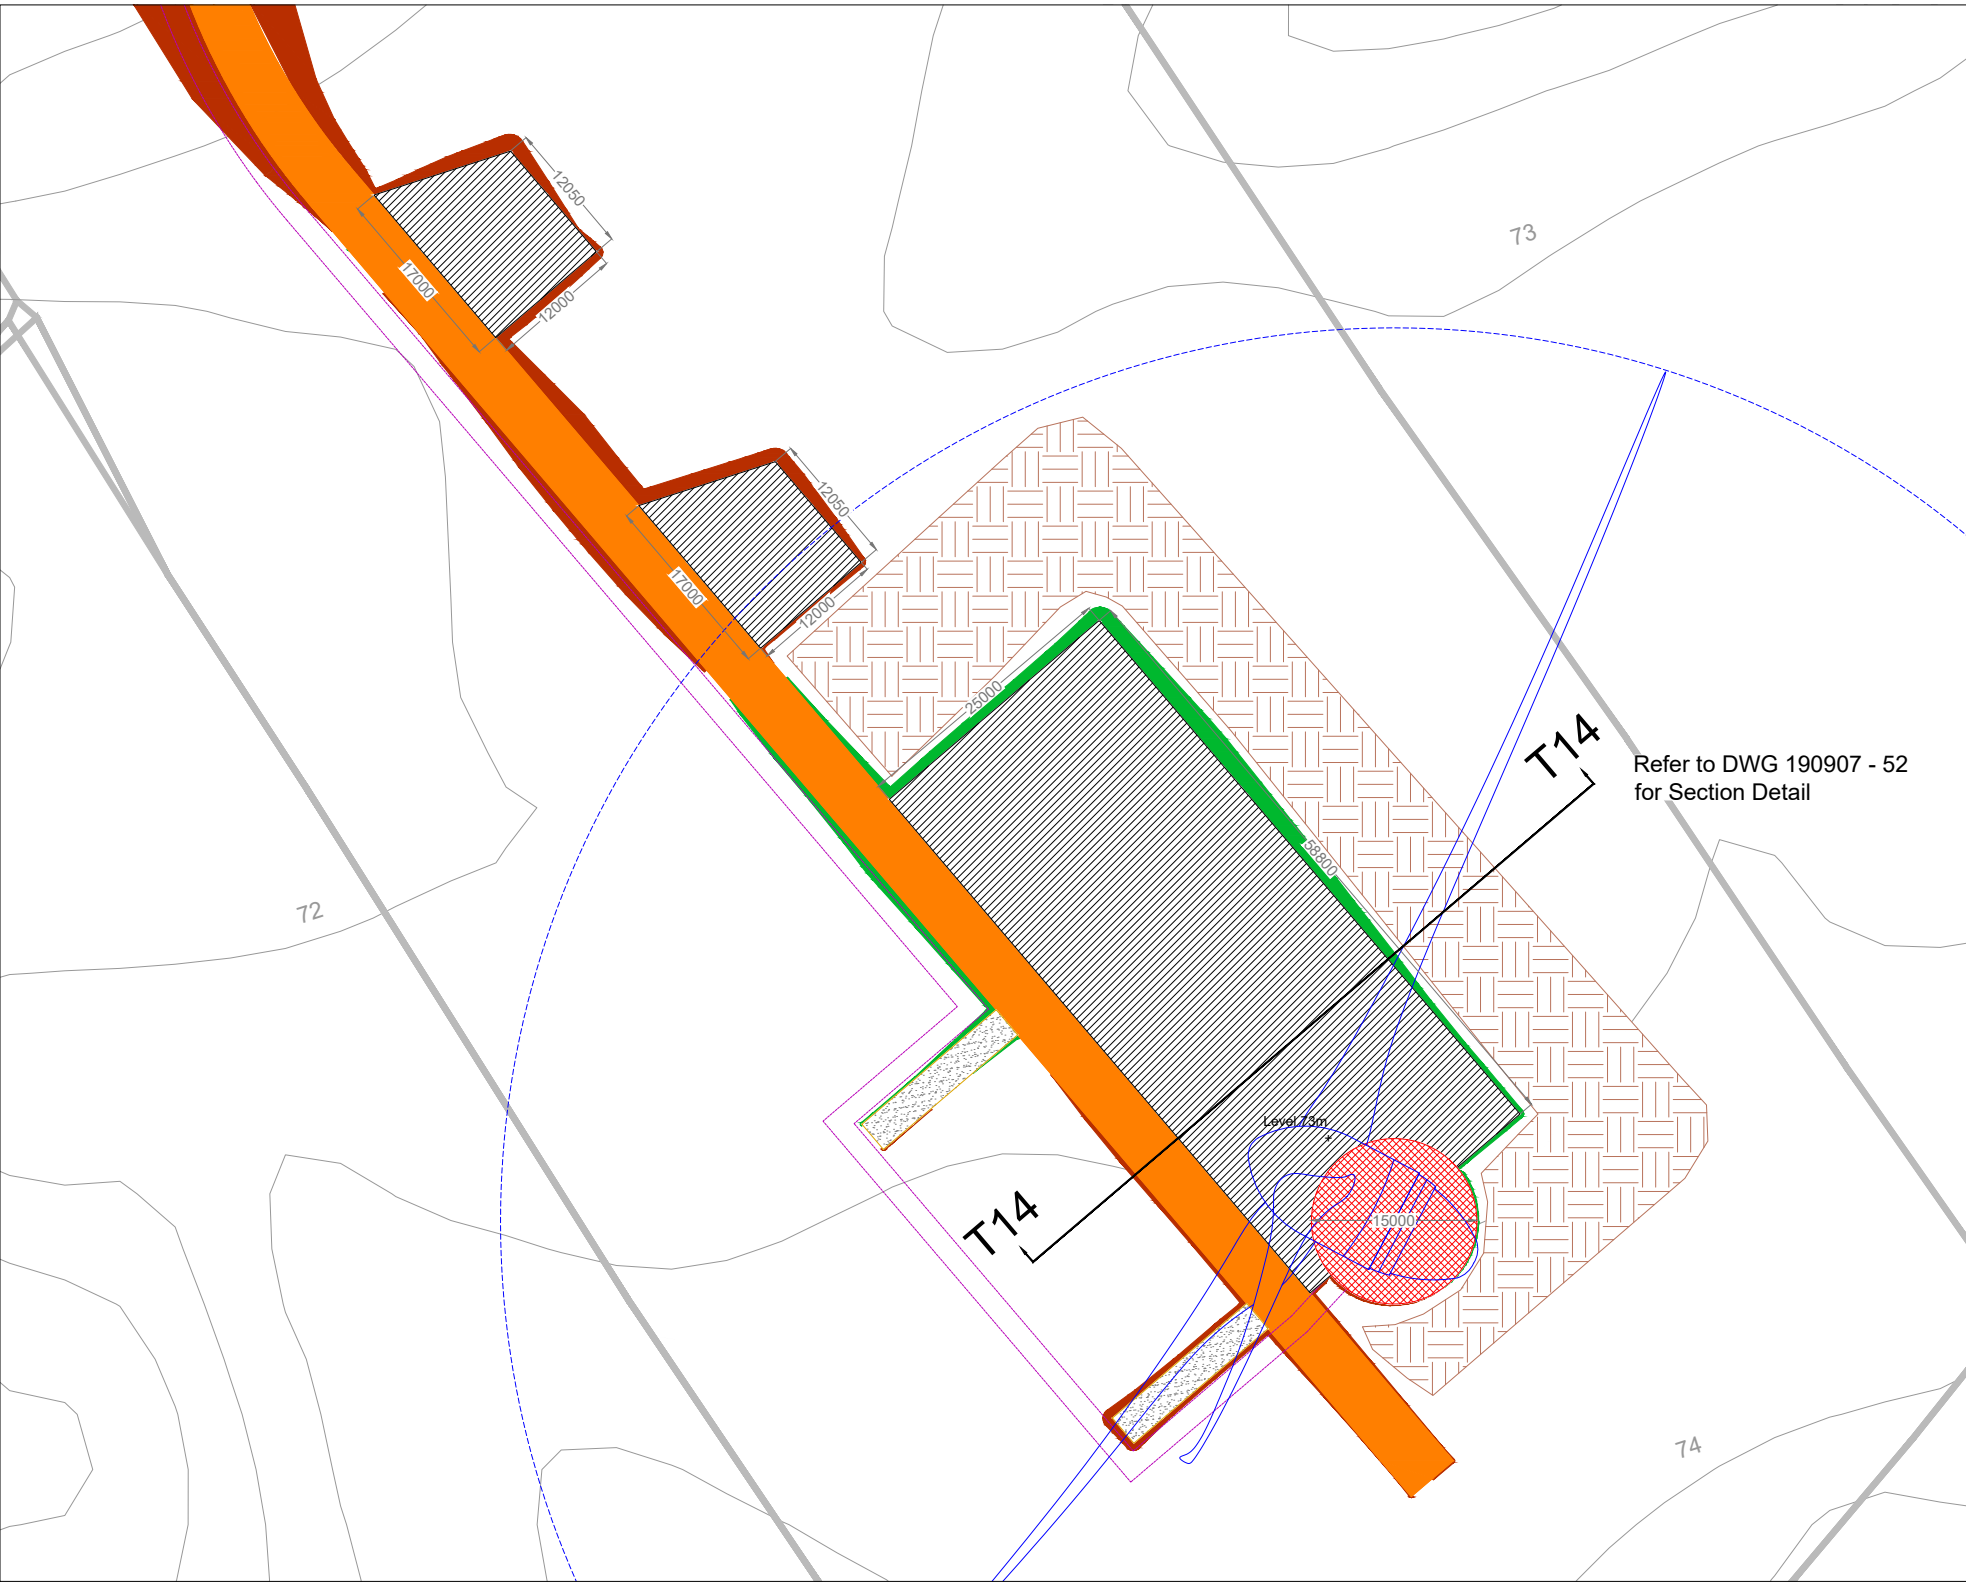 12050
73
17000
12000
12050
17000
12000
25000
T14
Refer to DWG 190907 - 52
for Section Detail
58800
72
Level 73m
T14
15000
74